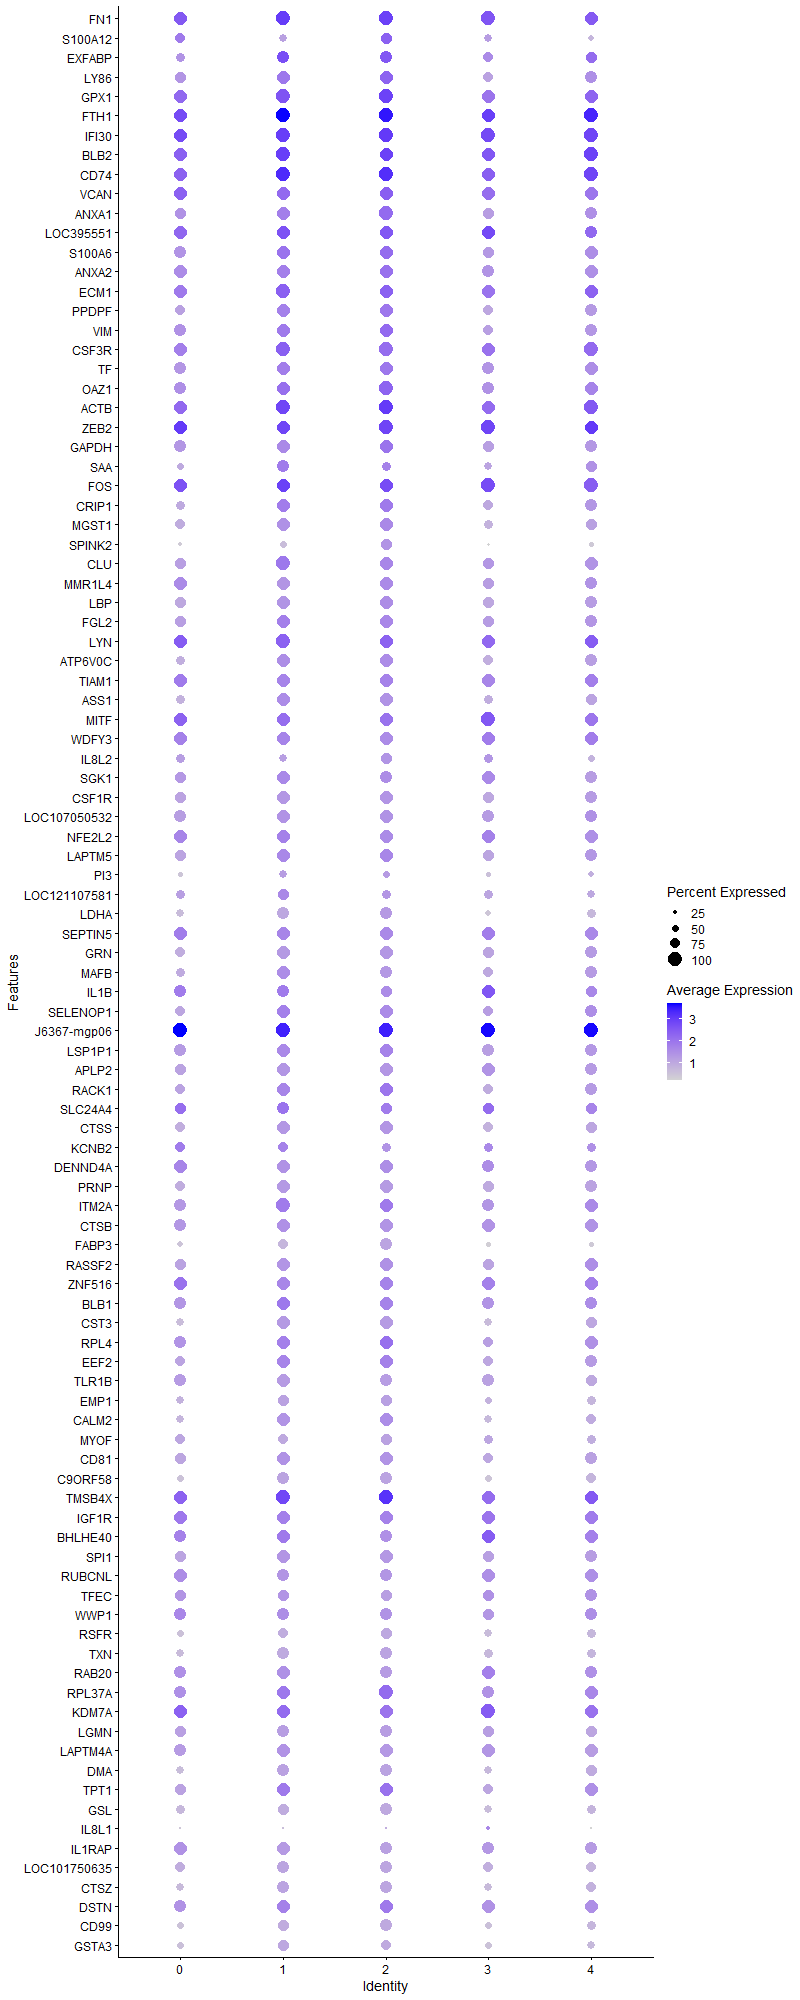 FN1
S100A12
EXFABP
LY86
GPX1
FTH1
IFI30
BLB2
CD74
VCAN
ANXA1
LOC395551
S100A6
ANXA2
ECM1
PPDPF
VIM
CSF3R
TF
OAZ1
ACTB
ZEB2
GAPDH
SAA
FOS
CRIP1
MGST1
SPINK2
CLU
MMR1L4
LBP
FGL2
LYN
ATP6V0C
TIAM1
ASS1
MITF
WDFY3
IL8L2
SGK1
CSF1R
LOC107050532
NFE2L2
LAPTM5
PI3
LOC121107581
LDHA
SEPTIN5
GRN
MAFB
IL1B
SELENOP1
J6367-mgp06
LSP1P1
APLP2
RACK1
SLC24A4
CTSS
KCNB2
DENND4A
PRNP
ITM2A
CTSB
FABP3
RASSF2
ZNF516
BLB1
CST3
RPL4
EEF2
TLR1B
EMP1
CALM2
MYOF
CD81
C9ORF58
TMSB4X
IGF1R
BHLHE40
SPI1
RUBCNL
TFEC
WWP1
RSFR
TXN
RAB20
RPL37A
KDM7A
LGMN
LAPTM4A
DMA
TPT1
GSL
IL8L1
IL1RAP
LOC101750635
CTSZ
DSTN
CD99
GSTA3
Features
0 1 2 3 4
Identity
Percent Expressed
25
50
75
100
Average Expression
3
2
1